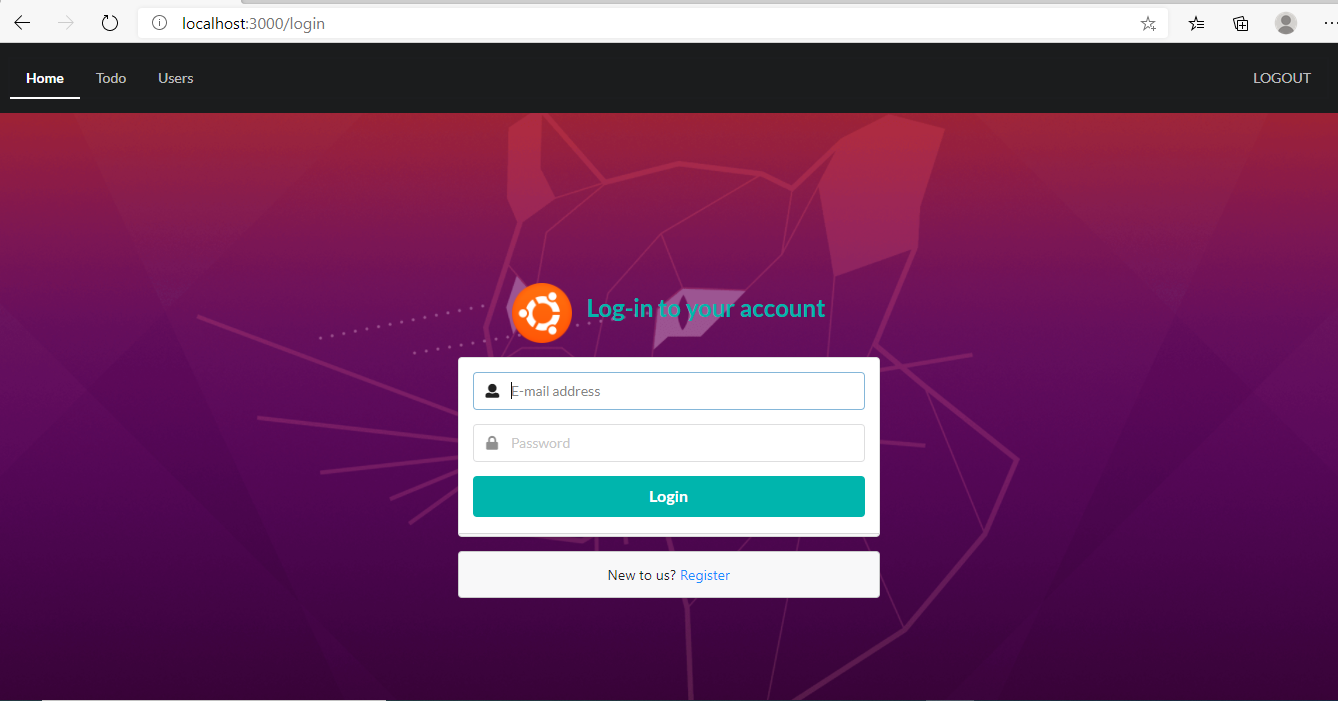 localhost:3000/login
Home Todo Users LOGOUT
Log-in to your account
E-mail address
Password
Login
New to us? Register